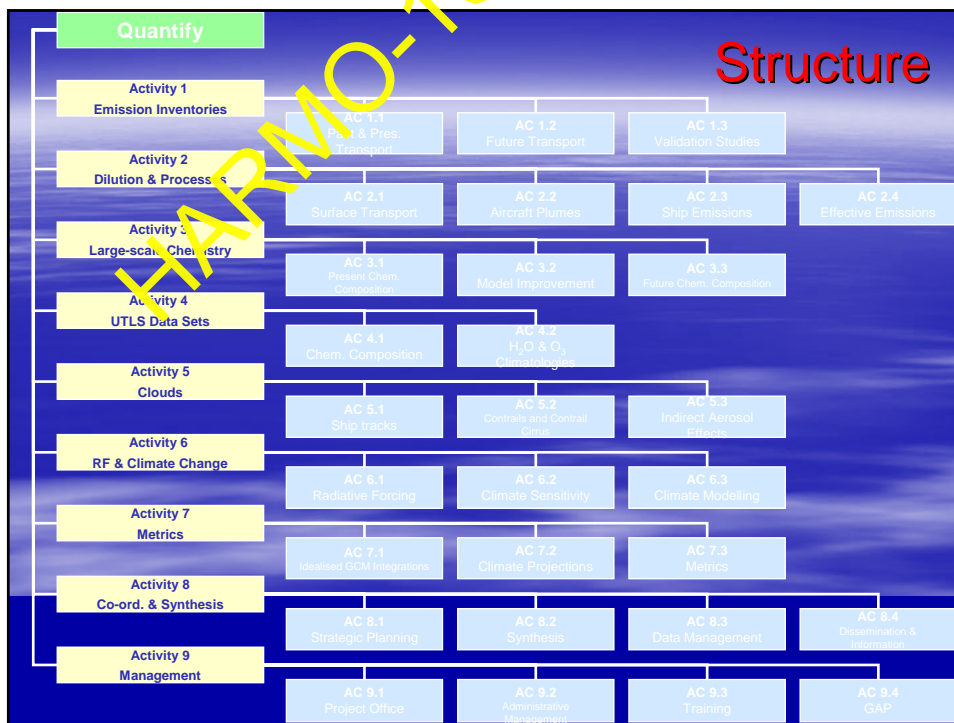 Quantify
Structure
Activity 1
Emission Inventories
AC 1.1
Past & Pres.
Transport
AC 1.2
Future Transport
AC 1.3
Validation Studies
Activity 2
Dilution & Processes
AC 2.1
Surface Transport
AC 2.2
Aircraft Plumes
AC 2.3
Ship Emissions
AC 2.4
Effective Emissions
Activity 3
Large-scale Chemistry
AC 3.1
Present Chem.
Composition
AC 3.2
Model Improvement
AC 3.3
Future Chem. Composition
Activity 4
UTLS Data Sets
AC 4.1
Chem. Composition
AC 4.2
H2O & O3
Climatologies
Activity 5
Clouds
AC 5.1
Ship tracks
AC 5.2
Contrails and Contrail
Cirrus
AC 5.3
Indirect Aerosol
Effects
Activity 6
RF & Climate Change
AC 6.1
Radiative Forcing
AC 6.2
Climate Sensitivity
AC 6.3
Climate Modelling
Activity 7
Metrics
AC 7.1
Idealised GCM Integrations
AC 7.2
Climate Projections
AC 7.3
Metrics
Activity 8
Co-ord. & Synthesis
AC 8.1
Strategic Planning
AC 8.2
Synthesis
AC 8.3
Data Management
AC 8.4
Dissemination &
Information
Activity 9
Management
AC 9.1
Project Office
AC 9.2
Administrative
Management
AC 9.3
Training
AC 9.4
GAP
HARMO-